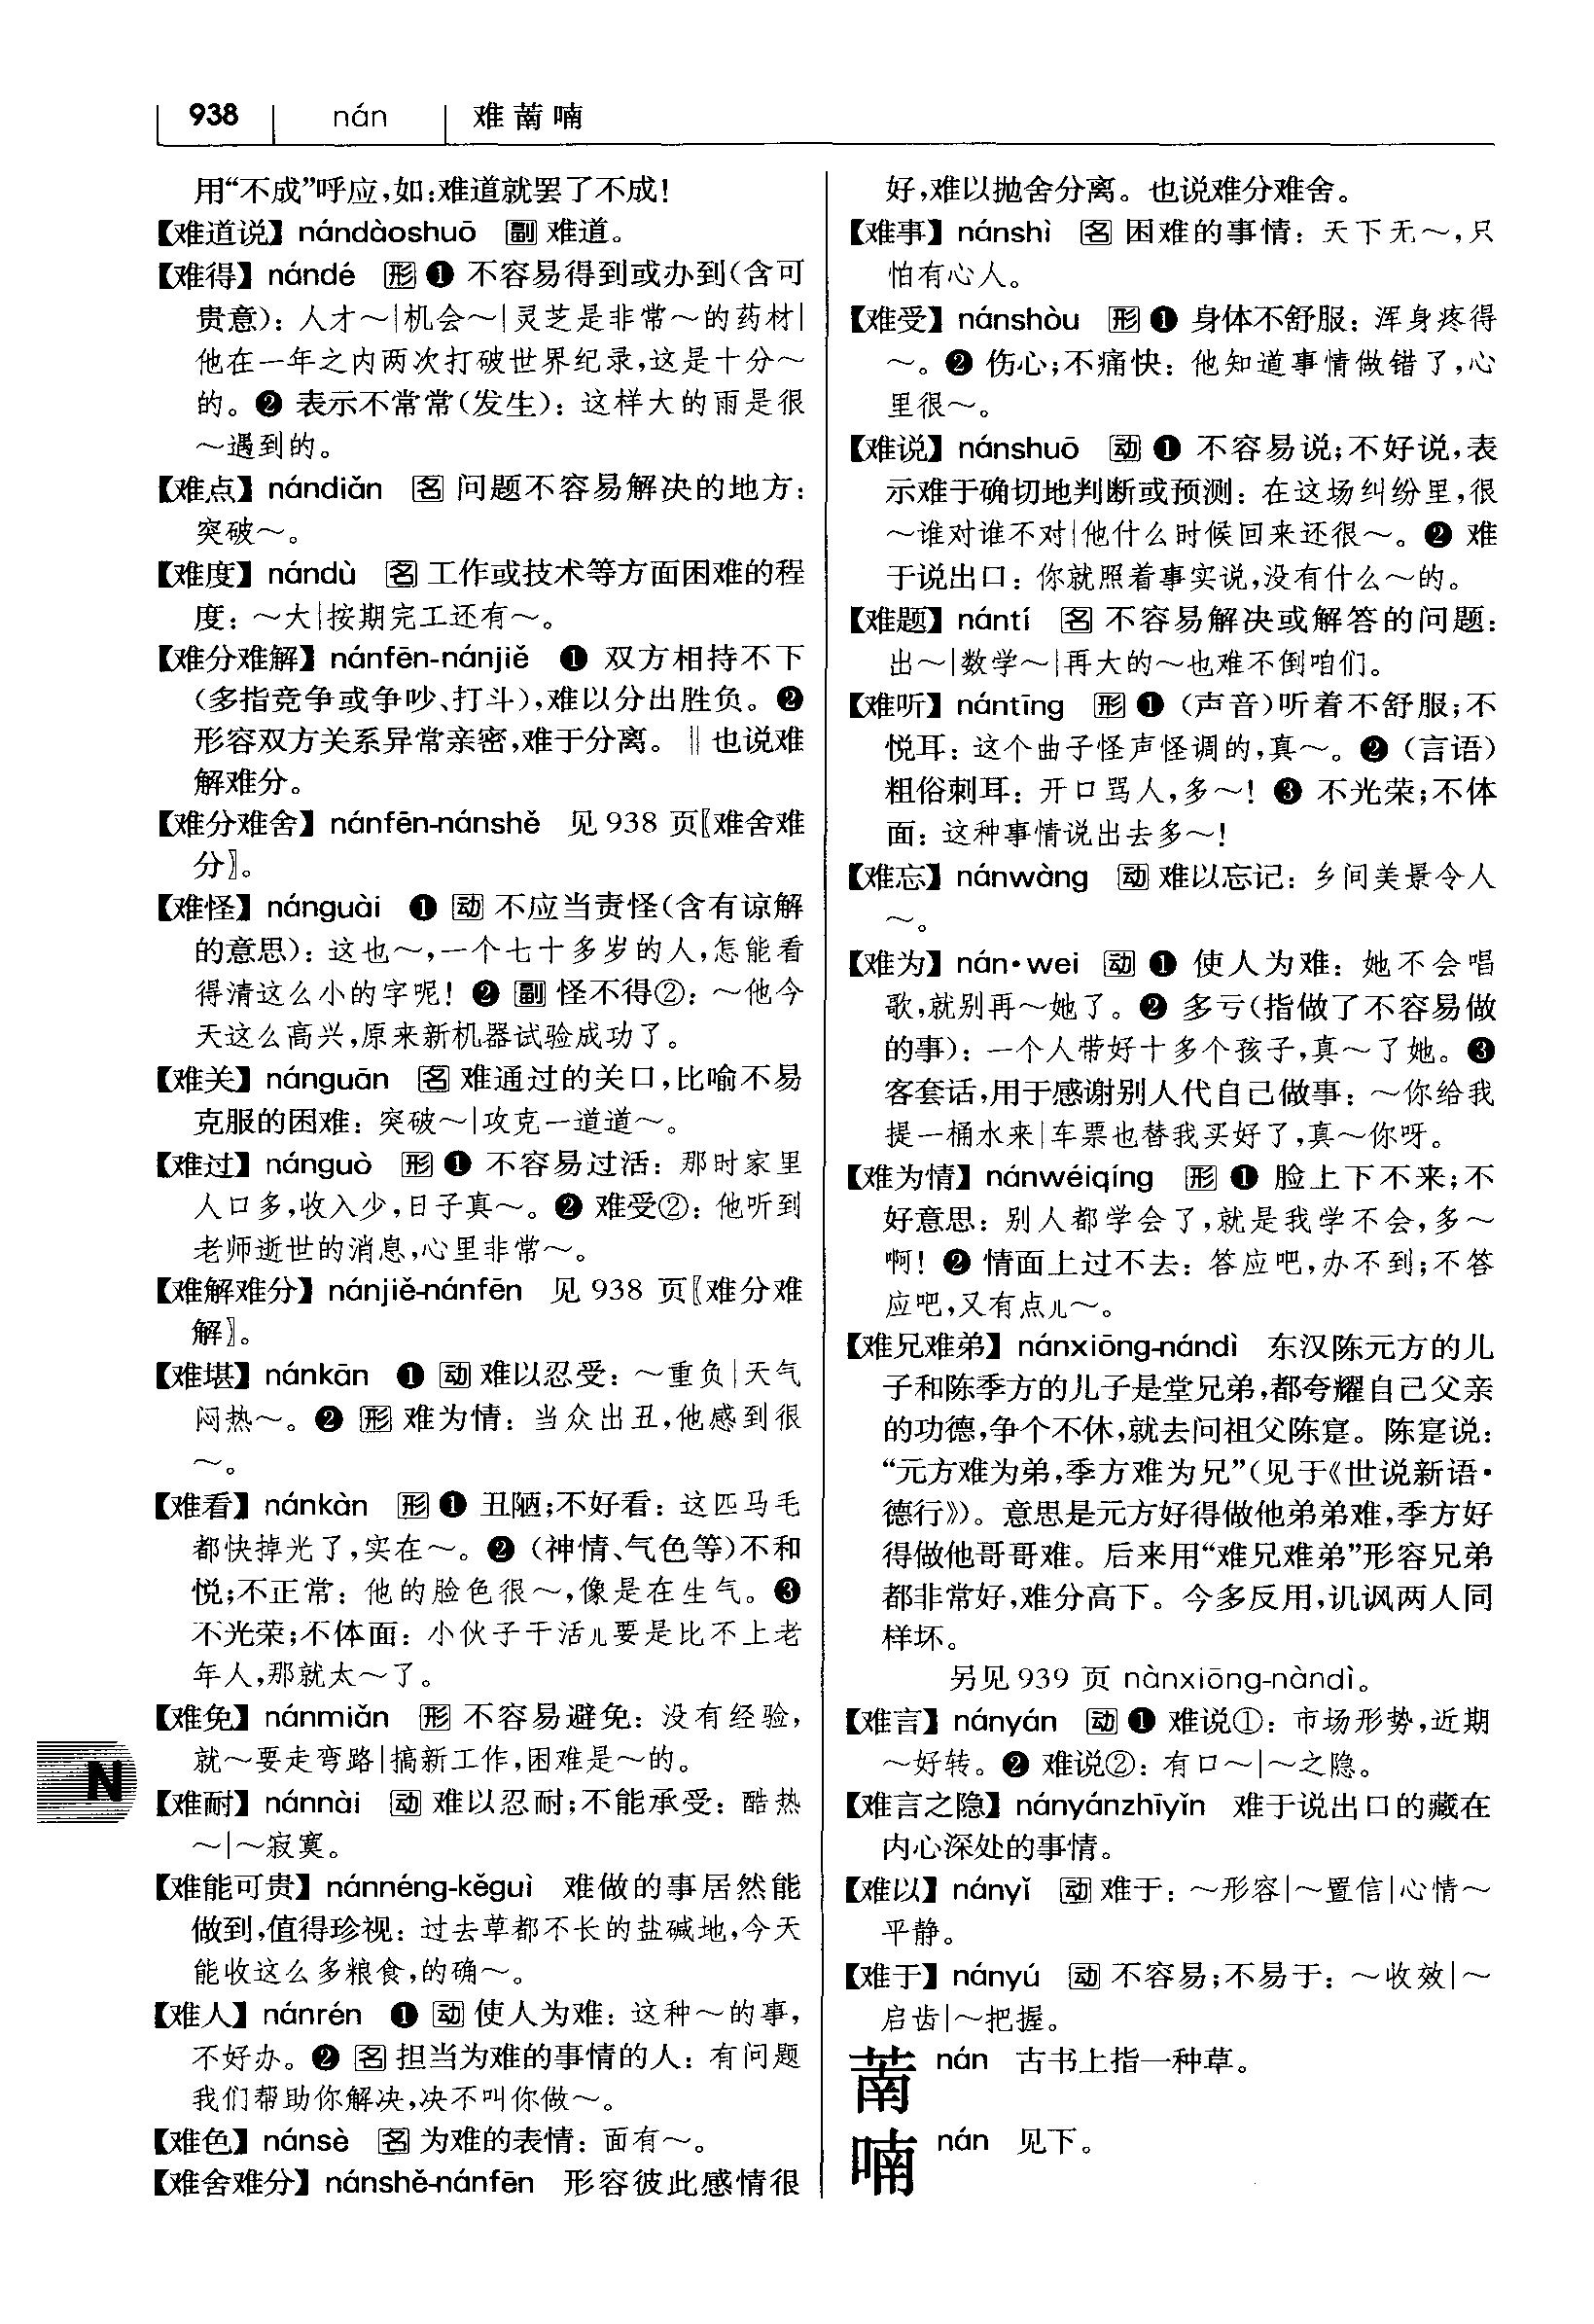 938 nán 难萳喃
用“不成”呼应,如:难道就罢了不成!
【难道说】nándàoshuō 副 难道。
【难得】nándé 形 ❶ 不容易得到或办到(含可
贵意): 人才～|机会～|灵芝是非常～的药材|
他在一年之内两次打破世界纪录,这是十分～
的。❷ 表示不常常(发生): 这样大的雨是很
～遇到的。
【难点】nándiǎn 名 问题不容易解决的地方:
突破～。
【难度】nándù 名 工作或技术等方面困难的程
度: ～大|按期完工还有～。
【难分难解】nánfēn-nánjiě ❶ 双方相持不下
(多指竞争或争吵、打斗),难以分出胜负。❷
形容双方关系异常亲密,难于分离。‖也说难
解难分。
【难分难舍】nánfēn-nánshě 见938 页〖难舍难
分〗。
【难怪】nánguài ❶ 动 不应当责怪(含有谅解
的意思): 这也～,一个七十多岁的人,怎能看
得清这么小的字呢! ❷ 副 怪不得②: ～他今
天这么高兴,原来新机器试验成功了。
【难关】nánguān 名 难通过的关口,比喻不易
克服的困难: 突破～|攻克一道道～。
【难过】nánguò 形 ❶ 不容易过活: 那时家里
人口多,收入少,日子真～。❷ 难受②: 他听到
老师逝世的消息,心里非常～。
【难解难分】nánjiě-nánfēn 见938 页〖难分难
解〗。
【难堪】nánkān ❶ 动 难以忍受: ～重负|天气
闷热～。❷ 形 难为情: 当众出丑,他感到很
～。
【难看】nánkàn 形 ❶ 丑陋;不好看: 这匹马毛
都快掉光了,实在～。❷ (神情、气色等)不和
悦;不正常: 他的脸色很～,像是在生气。❸
不光荣;不体面: 小伙子干活儿要是比不上老
年人,那就太～了。
【难免】nánmiǎn 形 不容易避免: 没有经验,
就～要走弯路|搞新工作,困难是～的。
N
【难耐】nánnài 动 难以忍耐;不能承受: 酷热
～|～寂寞。
【难能可贵】nánnéng-kěguì 难做的事居然能
做到,值得珍视: 过去草都不长的盐碱地,今天
能收这么多粮食,的确～。
【难人】nánrén ❶ 动 使人为难: 这种～的事,
不好办。❷ 名 担当为难的事情的人: 有问题
我们帮助你解决,决不叫你做～。
【难色】nánsè 名 为难的表情: 面有～。
【难舍难分】nánshě-nánfēn 形容彼此感情很
好,难以抛舍分离。也说难分难舍。
【难事】nánshì 名 困难的事情: 天下无～,只
怕有心人。
【难受】nánshòu 形 ❶ 身体不舒服: 浑身疼得
～。❷ 伤心;不痛快: 他知道事情做错了,心
里很～。
【难说】nánshuō 动 ❶ 不容易说;不好说,表
示难于确切地判断或预测: 在这场纠纷里,很
～谁对谁不对|他什么时候回来还很～。❷ 难
于说出口: 你就照着事实说,没有什么～的。
【难题】nántí 名 不容易解决或解答的问题:
出～|数学～|再大的～也难不倒咱们。
【难听】nántīng 形 ❶ (声音)听着不舒服;不
悦耳: 这个曲子怪声怪调的,真～。❷ (言语)
粗俗刺耳: 开口骂人,多～! ❸ 不光荣;不体
面: 这种事情说出去多～!
【难忘】nánwàng 动 难以忘记: 乡间美景令人
～。
【难为】nán•wei 动 ❶ 使人为难: 她不会唱
歌,就别再～她了。❷ 多亏(指做了不容易做
的事): 一个人带好十多个孩子,真～了她。❸
客套话,用于感谢别人代自己做事: ～你给我
提一桶水来|车票也替我买好了,真～你呀。
【难为情】nánwéiqíng 形 ❶ 脸上下不来;不
好意思: 别人都学会了,就是我学不会,多～
啊! ❷ 情面上过不去: 答应吧,办不到;不答
应吧,又有点儿～。
【难兄难弟】nánxiōng-nándì 东汉陈元方的儿
子和陈季方的儿子是堂兄弟,都夸耀自己父亲
的功德,争个不休,就去问祖父陈寔。陈寔说:
“元方难为弟,季方难为兄”(见于《世说新语•
德行》)。意思是元方好得做他弟弟难,季方好
得做他哥哥难。后来用“难兄难弟”形容兄弟
都非常好,难分高下。今多反用,讥讽两人同
样坏。
另见939 页 nànxiōng-nàndì。
【难言】nányán 动 ❶ 难说①: 市场形势,近期
～好转。❷ 难说②: 有口～|～之隐。
【难言之隐】nányánzhīyǐn 难于说出口的藏在
内心深处的事情。
【难以】nányǐ 动 难于: ～形容|～置信|心情～
平静。
【难于】nányú 动 不容易;不易于: ～收效|～
启齿|～把握。
萳 nán 古书上指一种草。
喃 nán 见下。